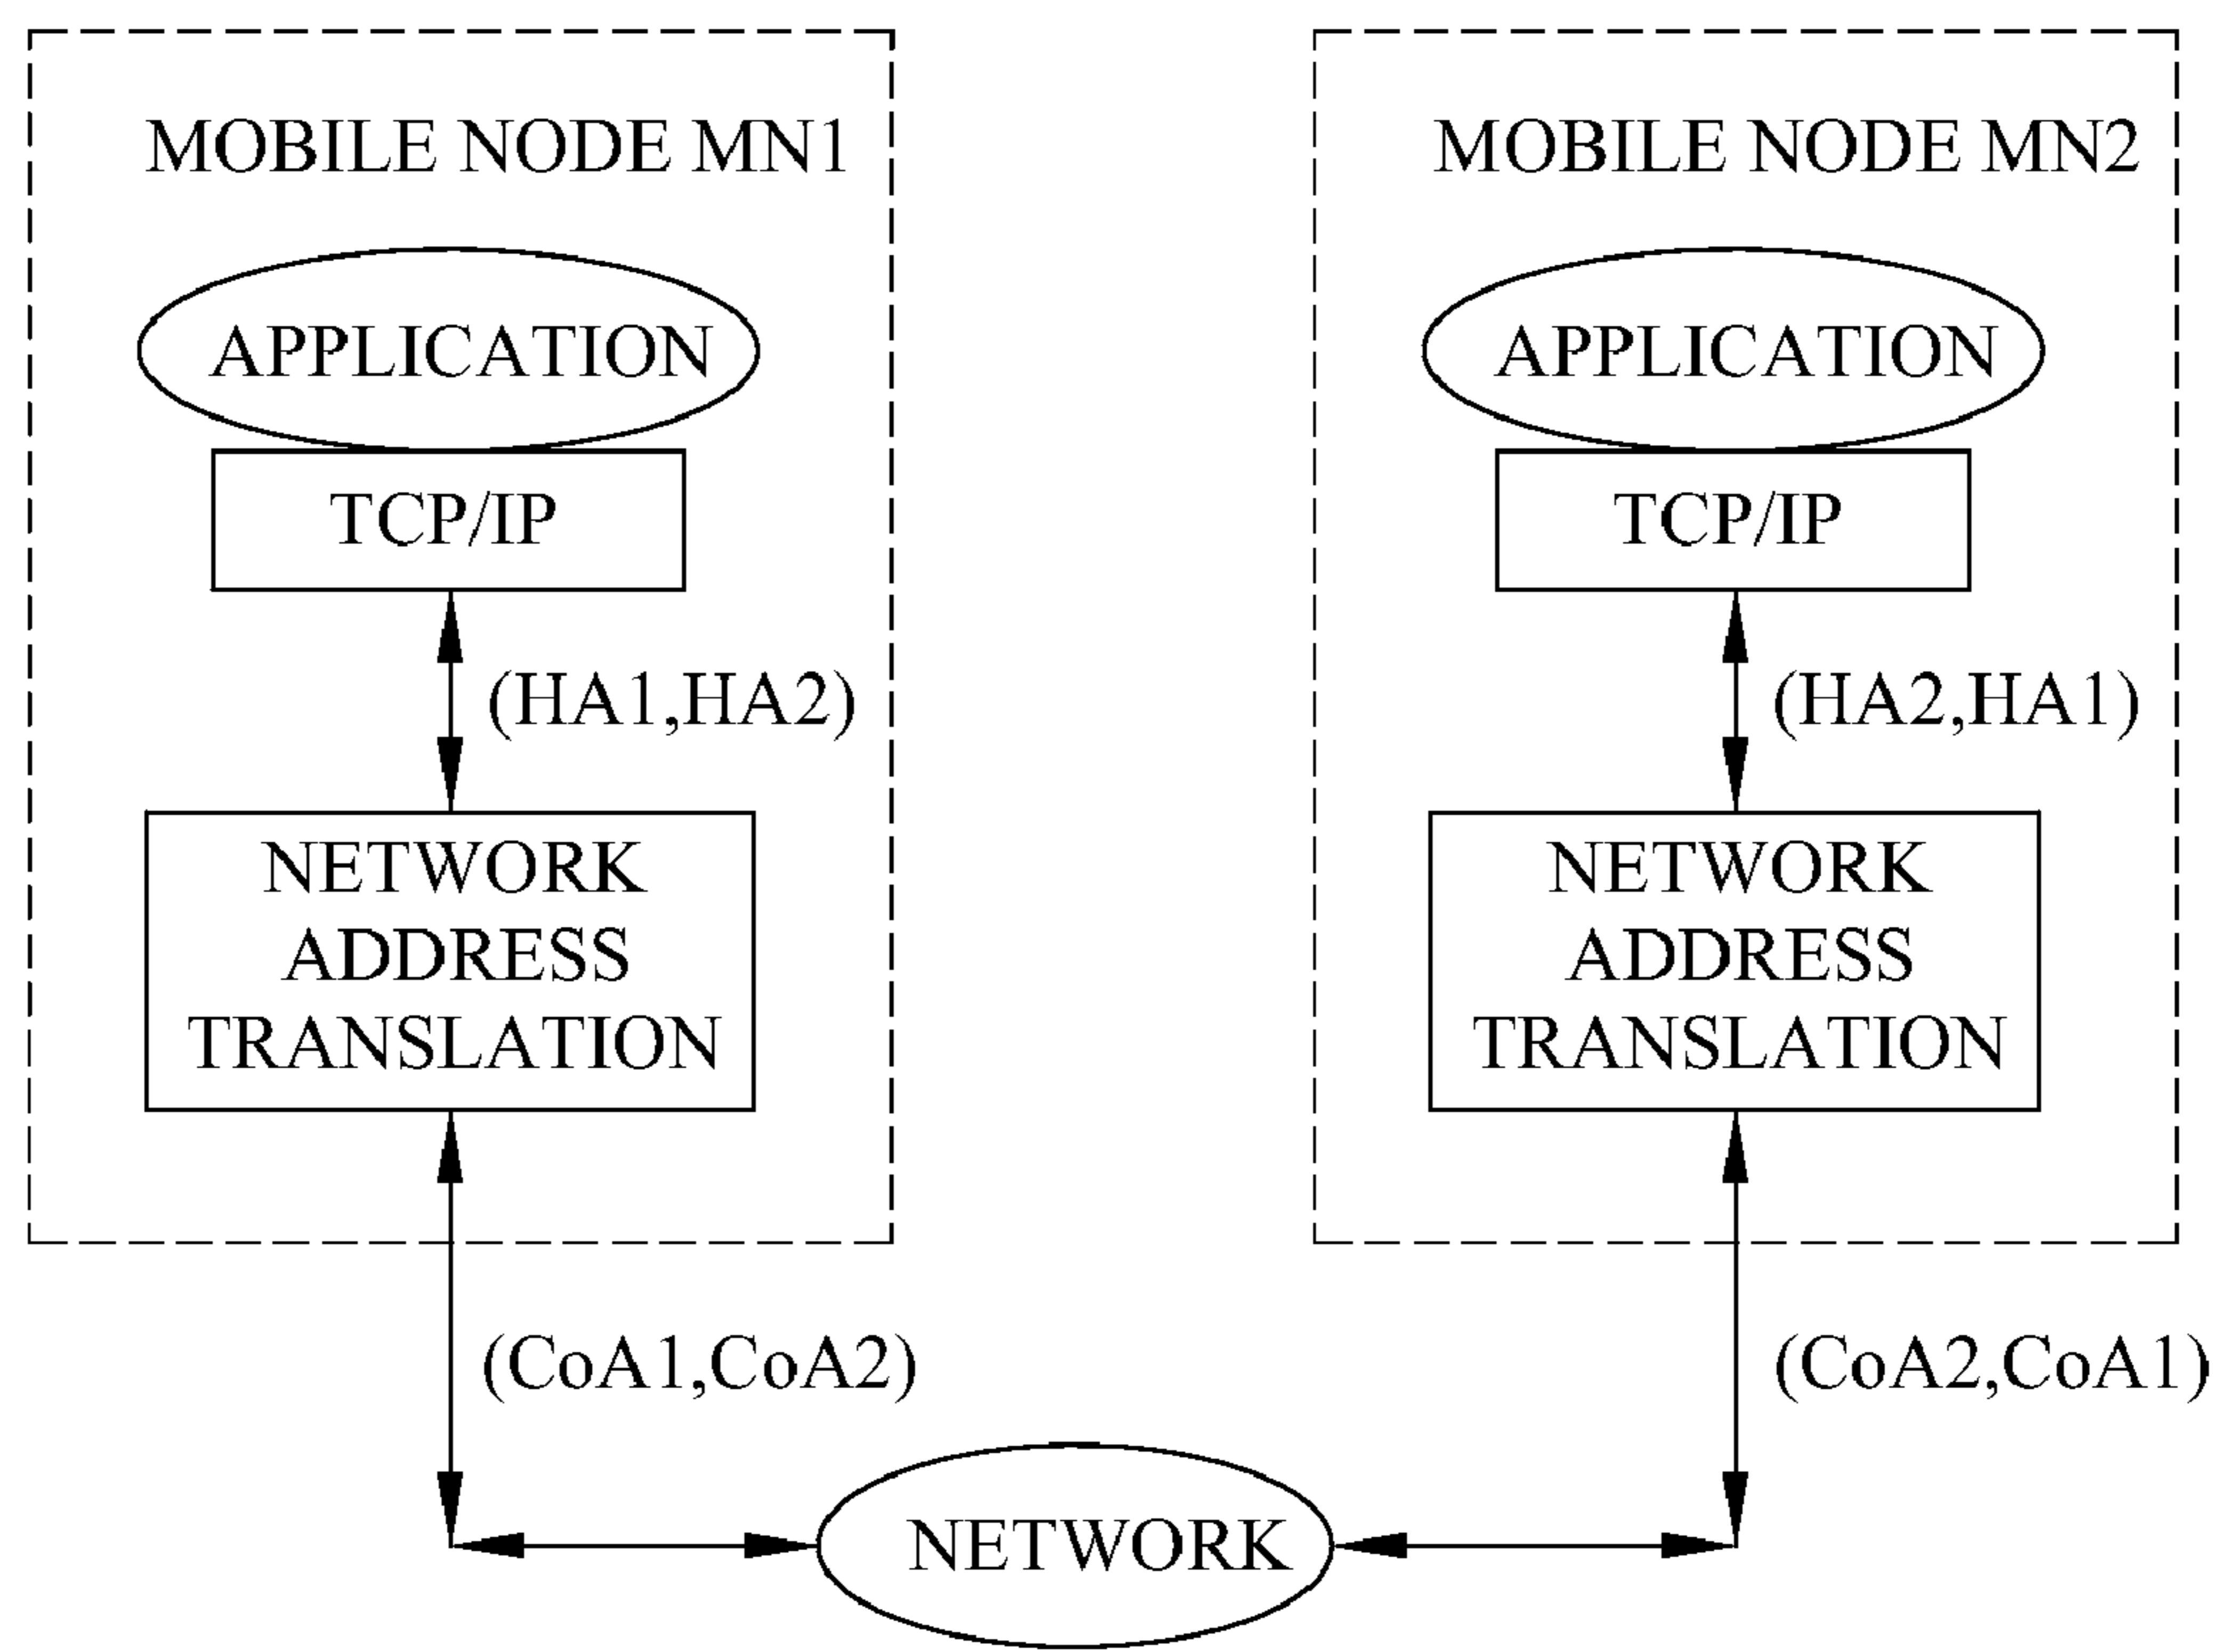 MOBILE NODE MN1
APPLICATION
TCP/IP
(HA1,HA2)
NETWORK
ADDRESS
TRANSLATION
(CoA1,CoA2)
MOBILE NODE MN2
APPLICATION
TCP/IP
(HA2,HA1)
NETWORK
ADDRESS
TRANSLATION
(CoA2,CoA1)
NETWORK